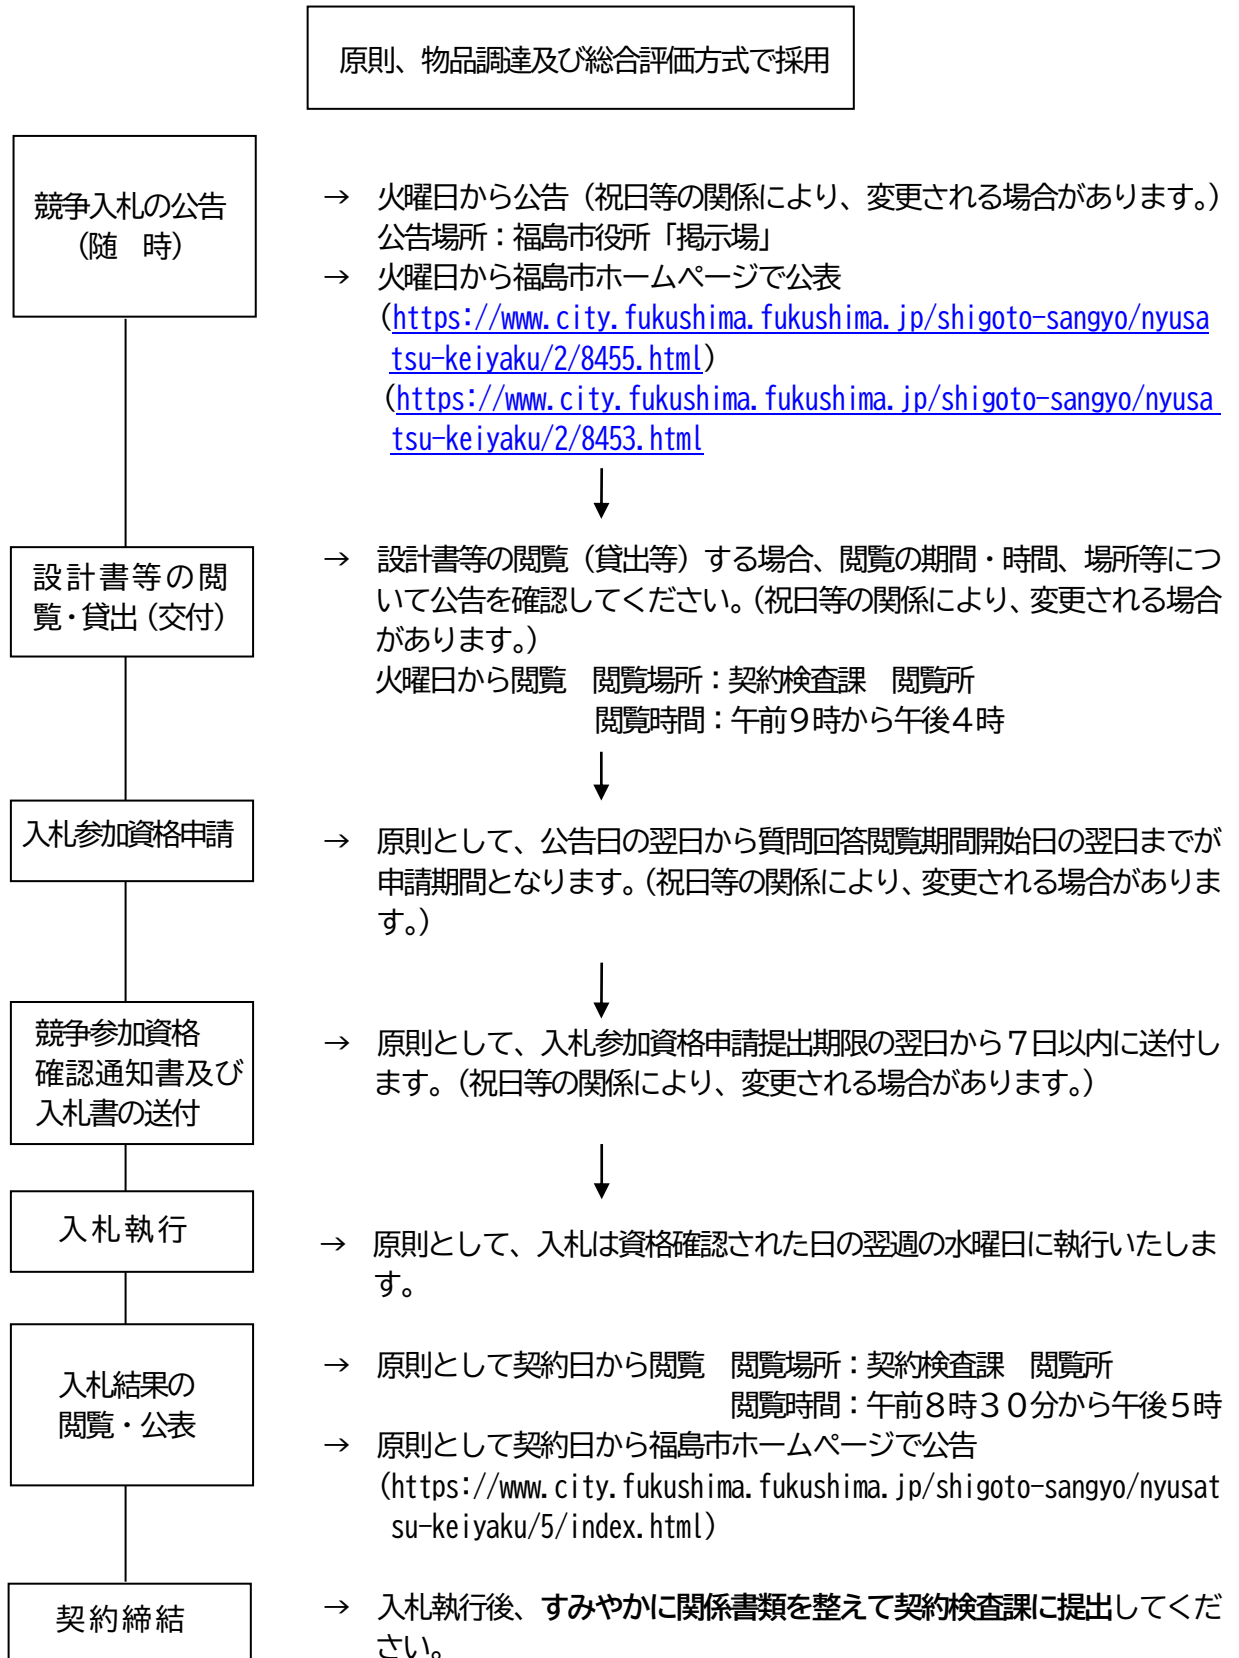 原則、物品調達及び総合評価方式で採用
競争入札の公告
（随　時）
→　火曜日から公告（祝日等の関係により、変更される場合があります。）
公告場所：福島市役所「掲示場」
→　火曜日から福島市ホームページで公表
（https://www.city.fukushima.fukushima.jp/shigoto-sangyo/nyusa
tsu-keiyaku/2/8455.html）
（https://www.city.fukushima.fukushima.jp/shigoto-sangyo/nyusa
tsu-keiyaku/2/8453.html
設計書等の閲
覧・貸出（交付）
→　設計書等の閲覧（貸出等）する場合、閲覧の期間・時間、場所等につ
いて公告を確認してください。（祝日等の関係により、変更される場合
があります。）
火曜日から閲覧　閲覧場所：契約検査課　閲覧所
閲覧時間：午前９時から午後４時
入札参加資格申請
→　原則として、公告日の翌日から質問回答閲覧期間開始日の翌日までが
申請期間となります。（祝日等の関係により、変更される場合がありま
す。）
競争参加資格
確認通知書及び
入札書の送付
→　原則として、入札参加資格申請提出期限の翌日から７日以内に送付し
ます。（祝日等の関係により、変更される場合があります。）
入札執行
→　原則として、入札は資格確認された日の翌週の水曜日に執行いたしま
す。
入札結果の
閲覧・公表
→　原則として契約日から閲覧　閲覧場所：契約検査課　閲覧所
閲覧時間：午前８時３０分から午後５時
→　原則として契約日から福島市ホームページで公告
（https://www.city.fukushima.fukushima.jp/shigoto-sangyo/nyusat
su-keiyaku/5/index.html）
契約締結
→　入札執行後、すみやかに関係書類を整えて契約検査課に提出してくだ
さい。